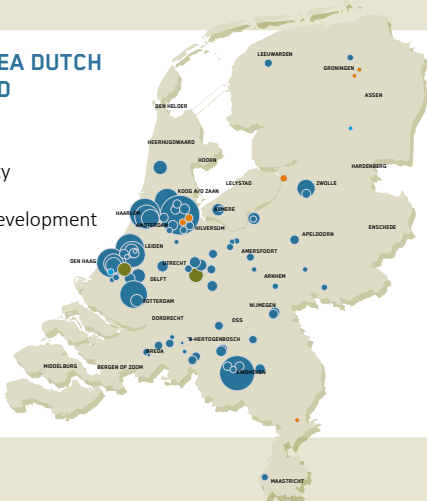 EA DUTCH
D
ty
evelopment
LEEUWARDEN
GRONINGEN
ASSEN
DEN HELDER
HEERHUGOWAARD
HOORN
HARDENBERG
LELYSTAD
ZWOLLE
KOOG A/D ZAAN
ALMERE
HAARLEM
AMSTERDAM
HILVERSUM
ENSCHEDE
APELDOORN
LEIDEN
AMERSFOORT
DEN HAAG
UTRECHT
ARNHEM
DELFT
ROTTERDAM
NIJMEGEN
DORDRECHT
OSS
'S-HERTOGENBOSCH
BREDA
MIDDELBURG
BERGEN OP ZOOM
EINDHOVEN
MAASTRICHT